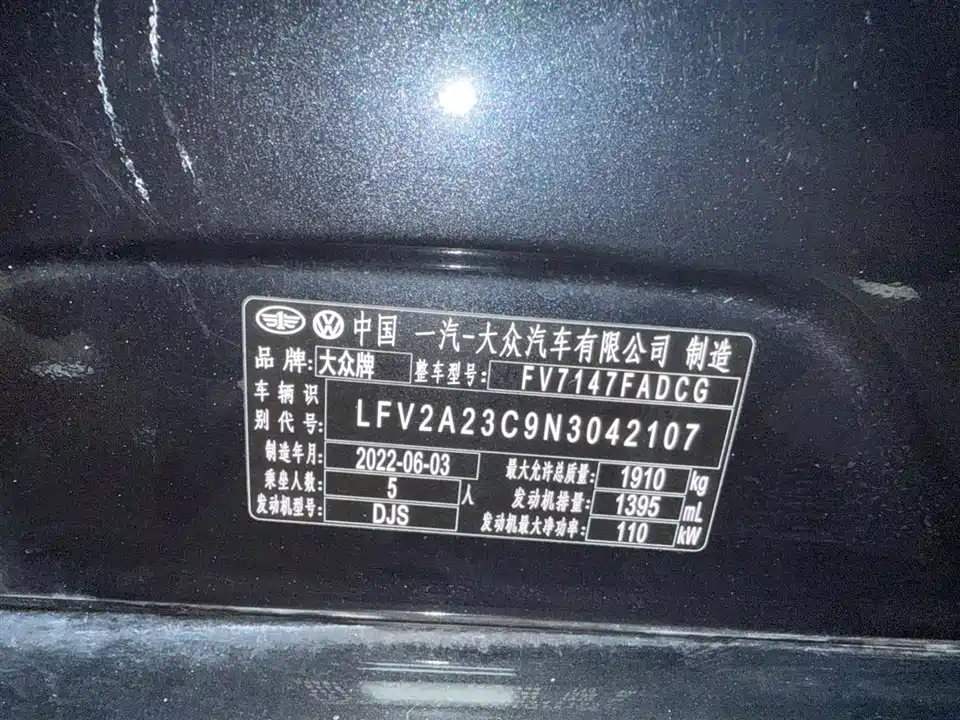 中国 一汽-大众汽车有限公司 制造
品牌: 大众牌 整车型号: FV7147FADCG
车辆识别代号: LFV2A23C9N3042107
制造年月: 2022-06-03 最大允许总质量: 1910 kg
乘坐人数: 5 人 发动机排量: 1395 mL
发动机型号: DJS 发动机最大净功率: 110 kW